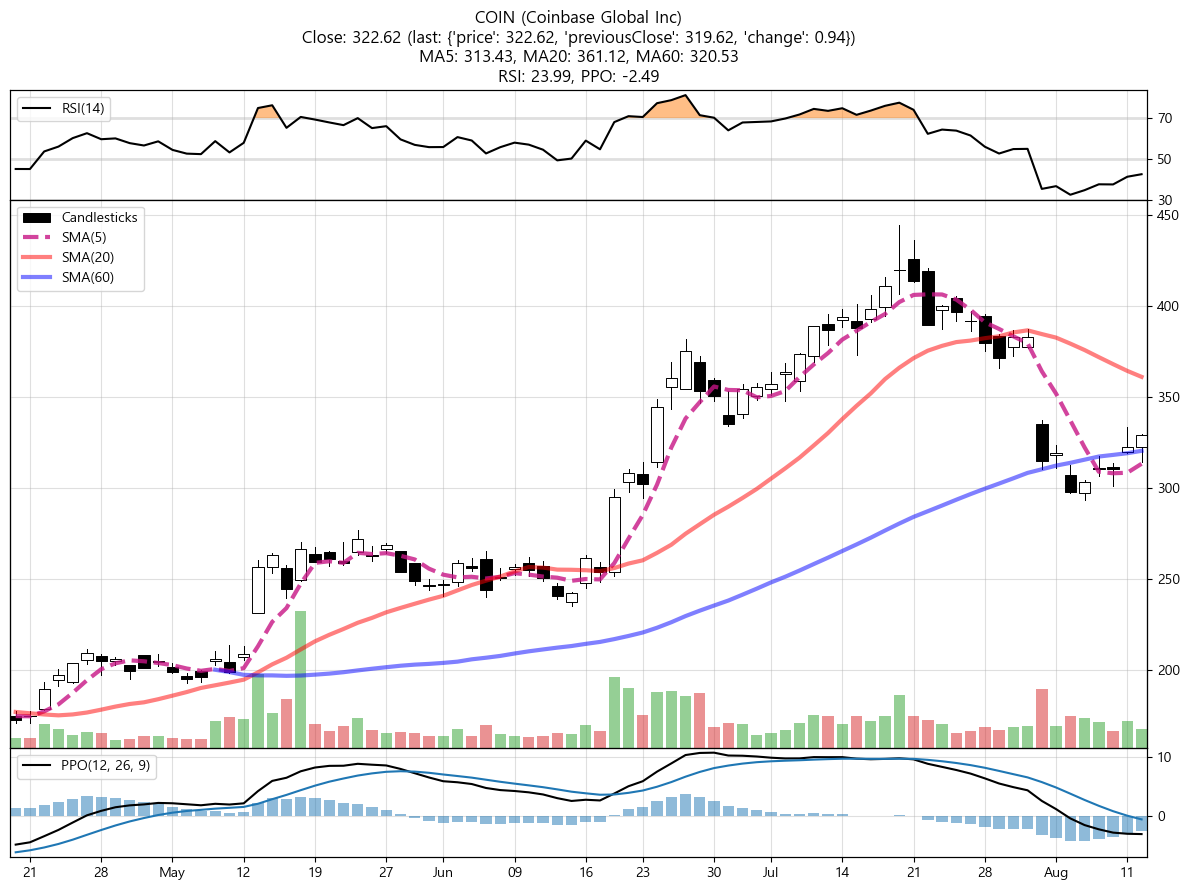 COIN (Coinbase Global Inc)
Close: 322.62 (last: {'price': 322.62, 'previousClose': 319.62, 'change': 0.94})
MA5: 313.43, MA20: 361.12, MA60: 320.53
RSI: 23.99, PPO: -2.49
RSI(14)
70
50
30
Candlesticks
SMA(5)
SMA(20)
SMA(60)
450
400
350
300
250
200
PPO(12, 26, 9)
10
0
21 28 May 12 19 27 Jun 09 16 23 30 Jul 14 21 28 Aug 11